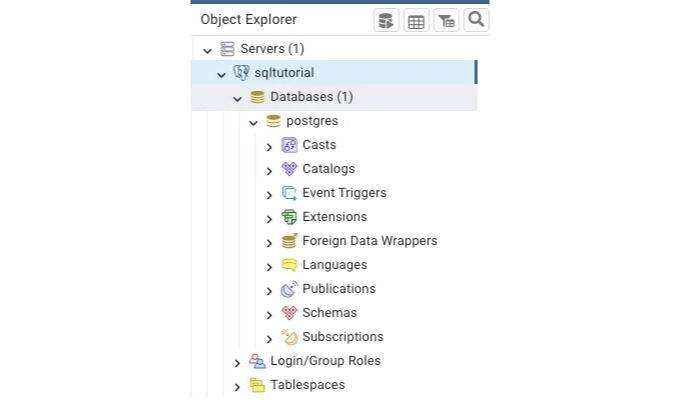 Object Explorer
Servers (1)
sqltutorial
Databases (1)
postgres
Casts
Catalogs
Event Triggers
Extensions
Foreign Data Wrappers
Languages
Publications
Schemas
Subscriptions
Login/Group Roles
Tablespaces